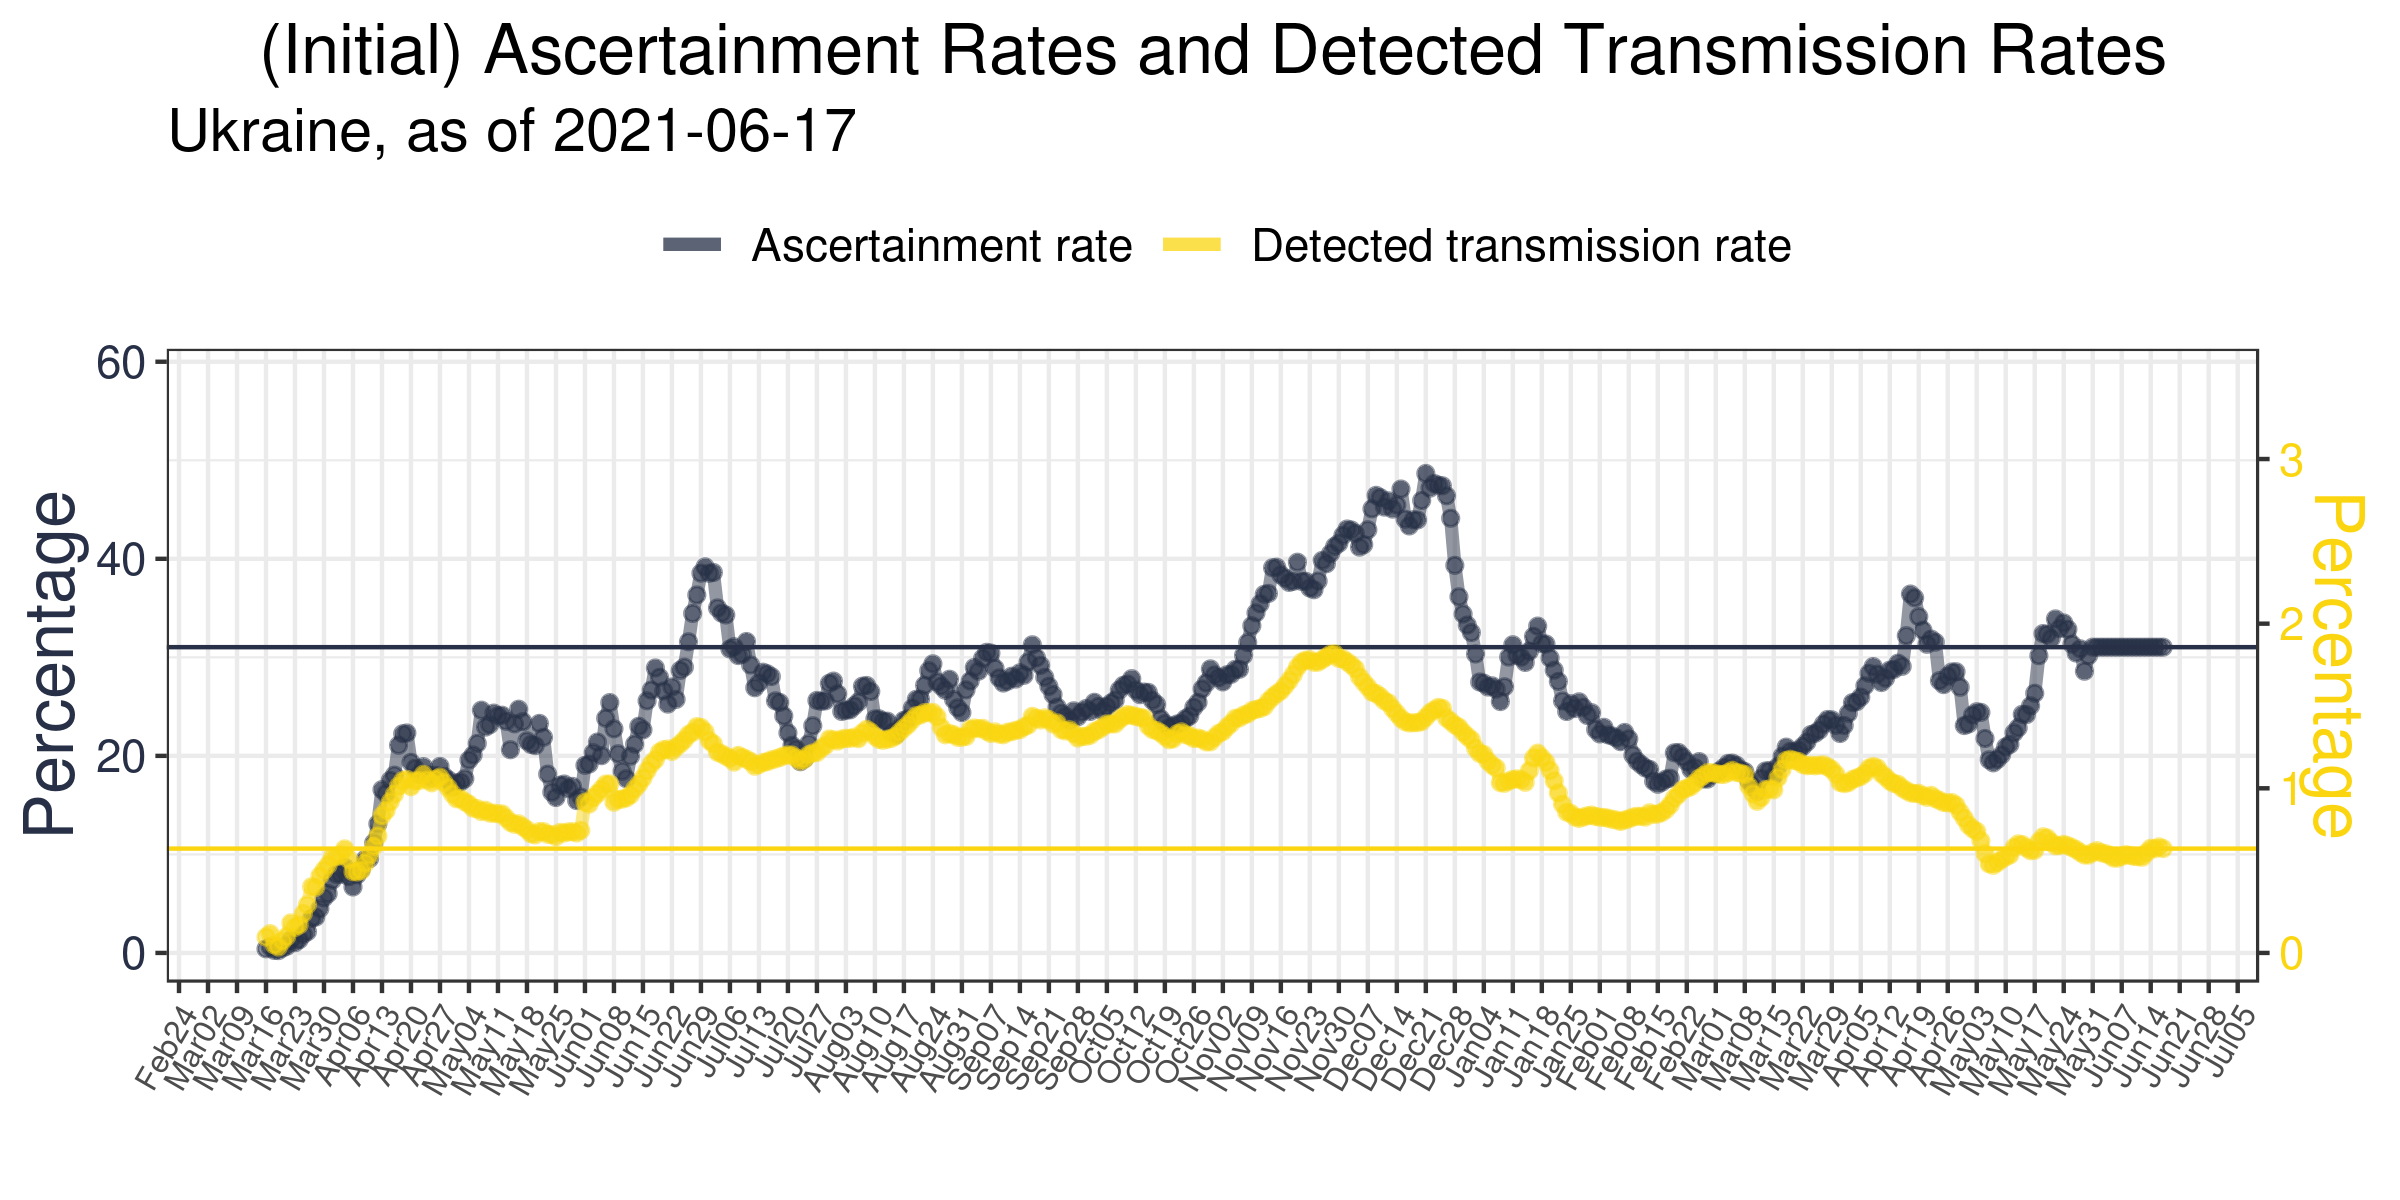 (Initial) Ascertainment Rates and Detected Transmission Rates
Ukraine, as of 2021-06-17
Ascertainment rate Detected transmission rate
Percentage
60
40
20
0
3
2
1
0
Percentage
Feb24
Mar02
Mar09
Mar16
Mar23
Mar30
Apr06
Apr13
Apr20
Apr27
May04
May11
May18
May25
Jun01
Jun08
Jun15
Jun22
Jun29
Jul06
Jul13
Jul20
Jul27
Aug03
Aug10
Aug17
Aug24
Aug31
Sep07
Sep14
Sep21
Sep28
Oct05
Oct12
Oct19
Oct26
Nov02
Nov09
Nov16
Nov23
Nov30
Dec07
Dec14
Dec21
Dec28
Jan04
Jan11
Jan18
Jan25
Feb01
Feb08
Feb15
Feb22
Mar01
Mar08
Mar15
Mar22
Mar29
Apr05
Apr12
Apr19
Apr26
May03
May10
May17
May24
May31
Jun07
Jun14
Jun21
Jun28
Jul05